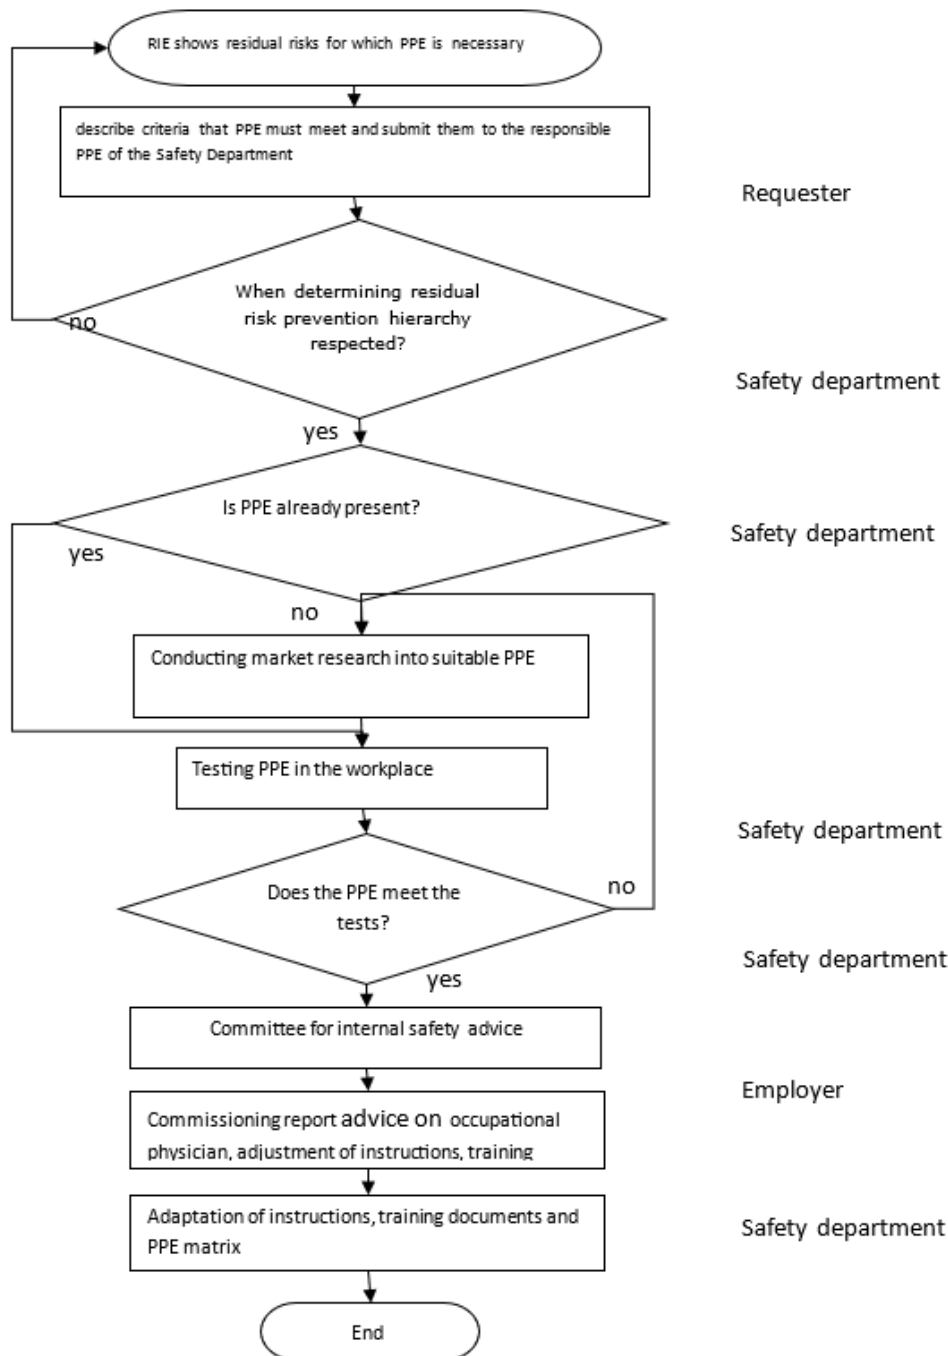 RIE shows residual risks for which PPE is necessary
describe criteria that PPE must meet and submit them to the responsible
PPE of the Safety Department
Requester
When determining residual
risk prevention hierarchy
respected?
no
Safety department
yes
Is PPE already present?
Safety department
yes
no
Conducting market research into suitable PPE
Testing PPE in the workplace
Safety department
Does the PPE meet the
tests?
no
Safety department
yes
Committee for internal safety advice
Employer
Commissioning report advice on occupational
physician, adjustment of instructions, training
Adaptation of instructions, training documents and
PPE matrix
Safety department
End